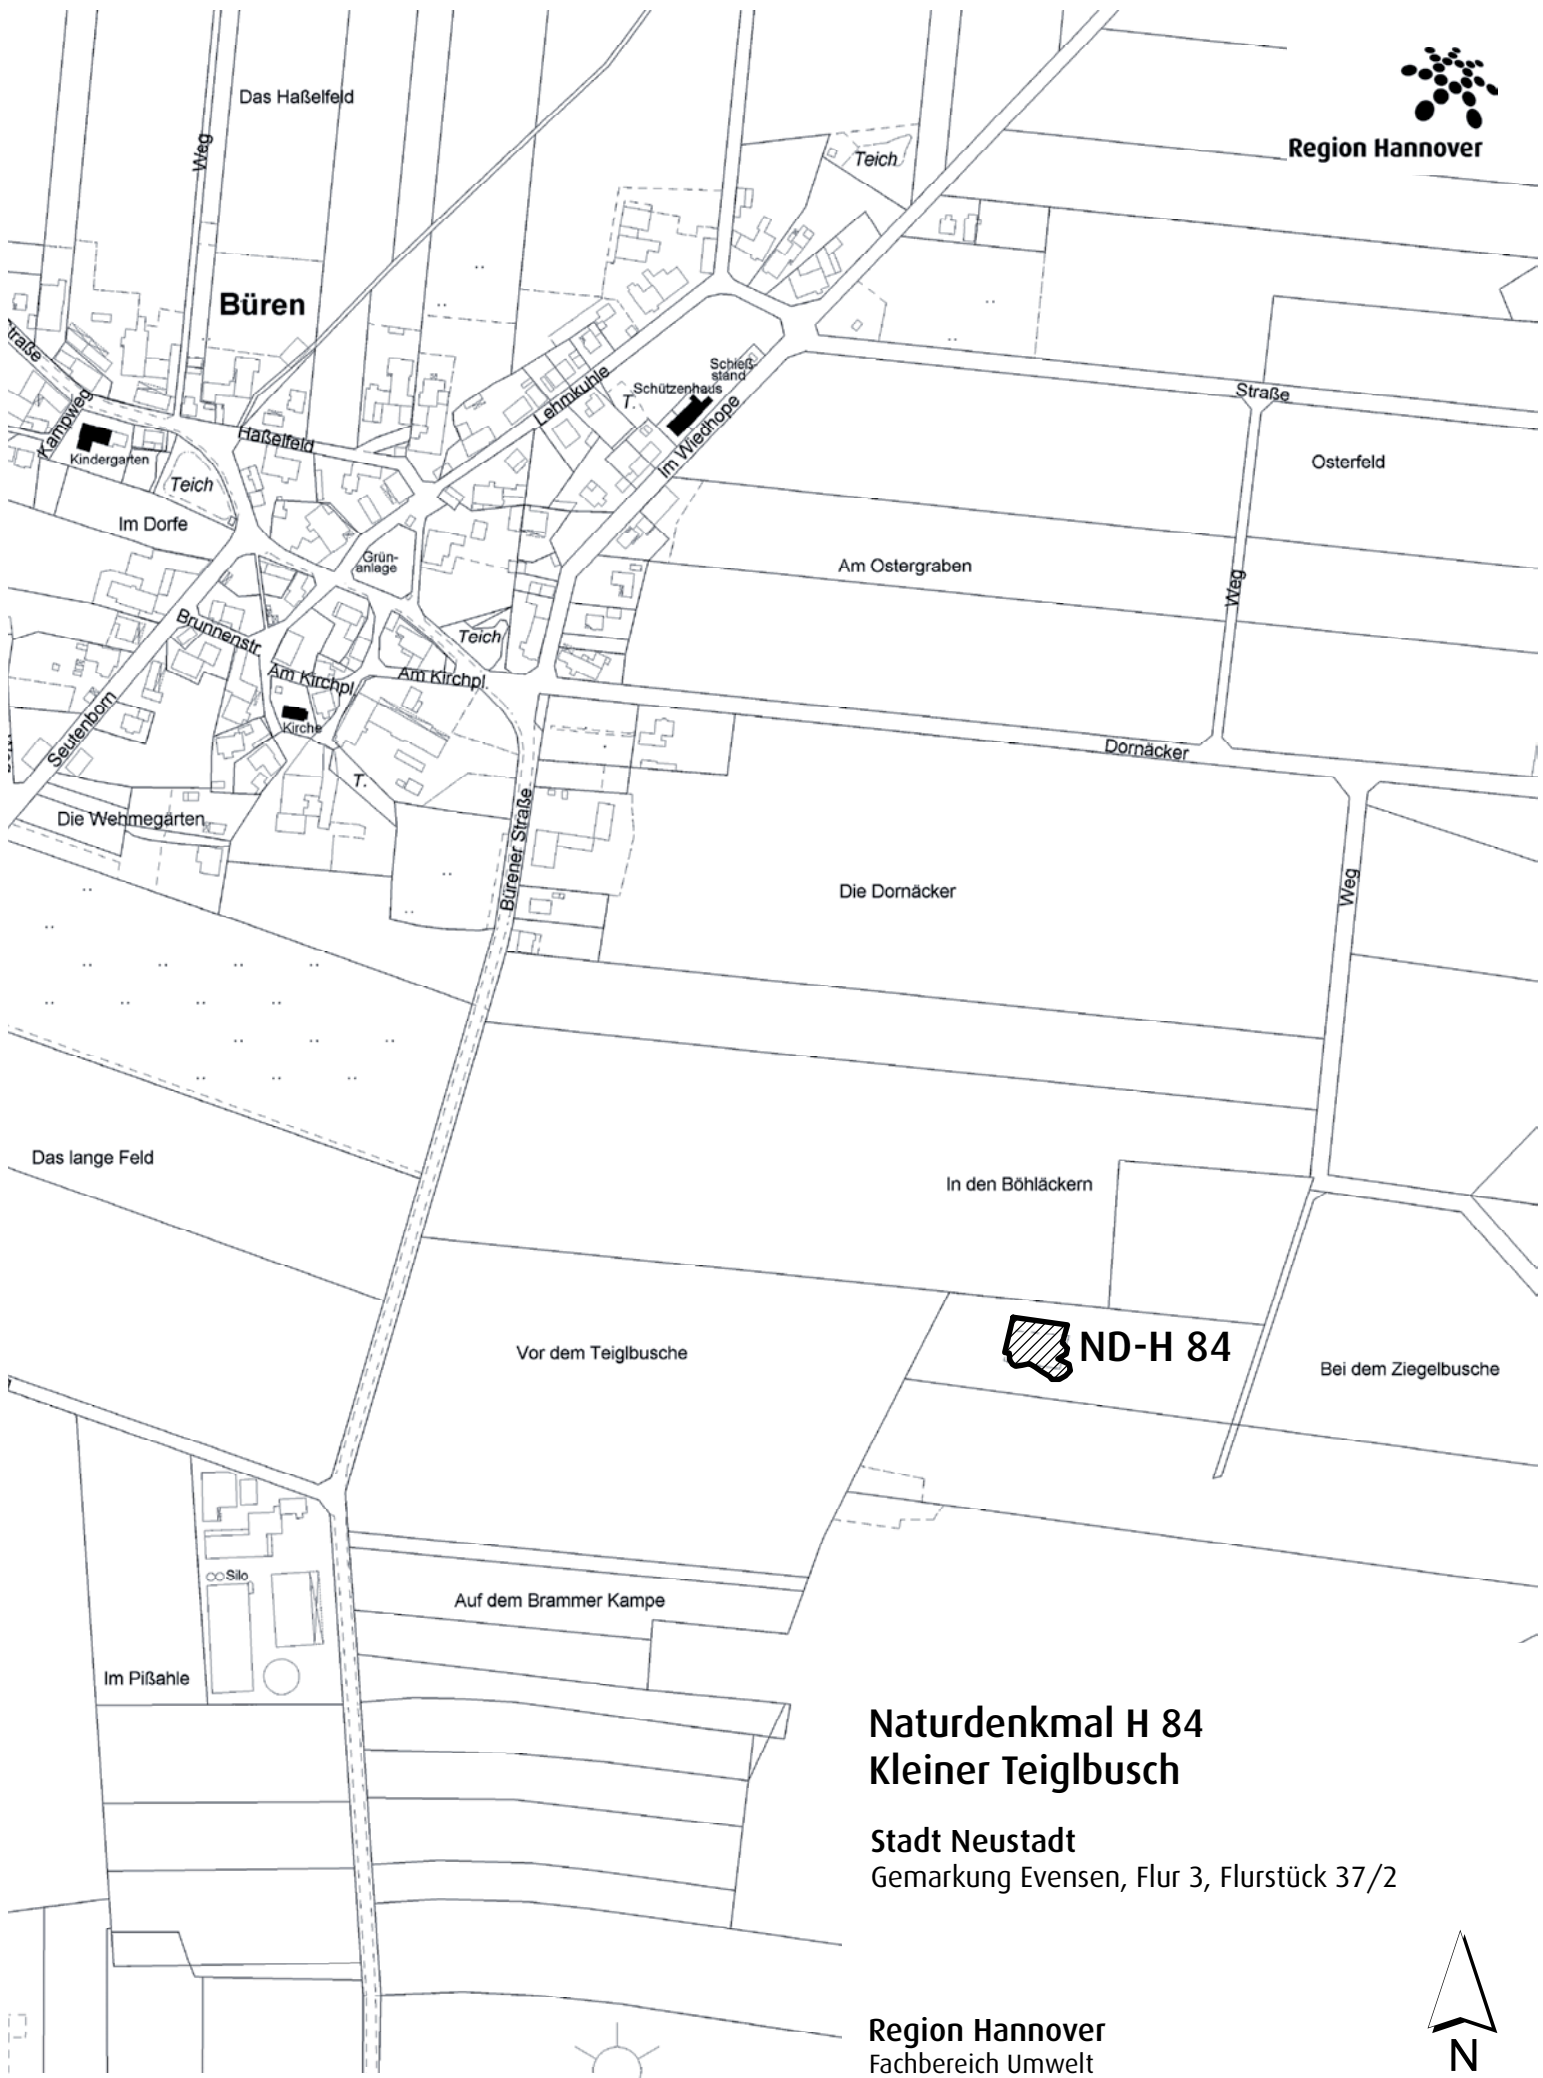 Das Haßelfeld
Weg
Teich
Region Hannover
Büren
traße
Kampweg
Kindergarten
Teich
Haßelfeld
Lehmkuhle
T.
Schützenhaus
Schieß-
stand
Im Wiedhope
Straße
Osterfeld
Im Dorfe
Grün-
anlage
Am Ostergraben
Weg
Brunnenstr.
Teich
Am Kirchpl.
Am Kirchpl.
Kirche
Seutenborn
T.
Dornäcker
Die Wehmegärten
Bürener Straße
Die Dornäcker
Weg
Das lange Feld
In den Böhläckern
Vor dem Teiglbusche
ND-H 84
Bei dem Ziegelbusche
Silo
Auf dem Brammer Kampe
Im Pißahle
Naturdenkmal H 84
Kleiner Teiglbusch
Stadt Neustadt
Gemarkung Evensen, Flur 3, Flurstück 37/2
Region Hannover
Fachbereich Umwelt
N